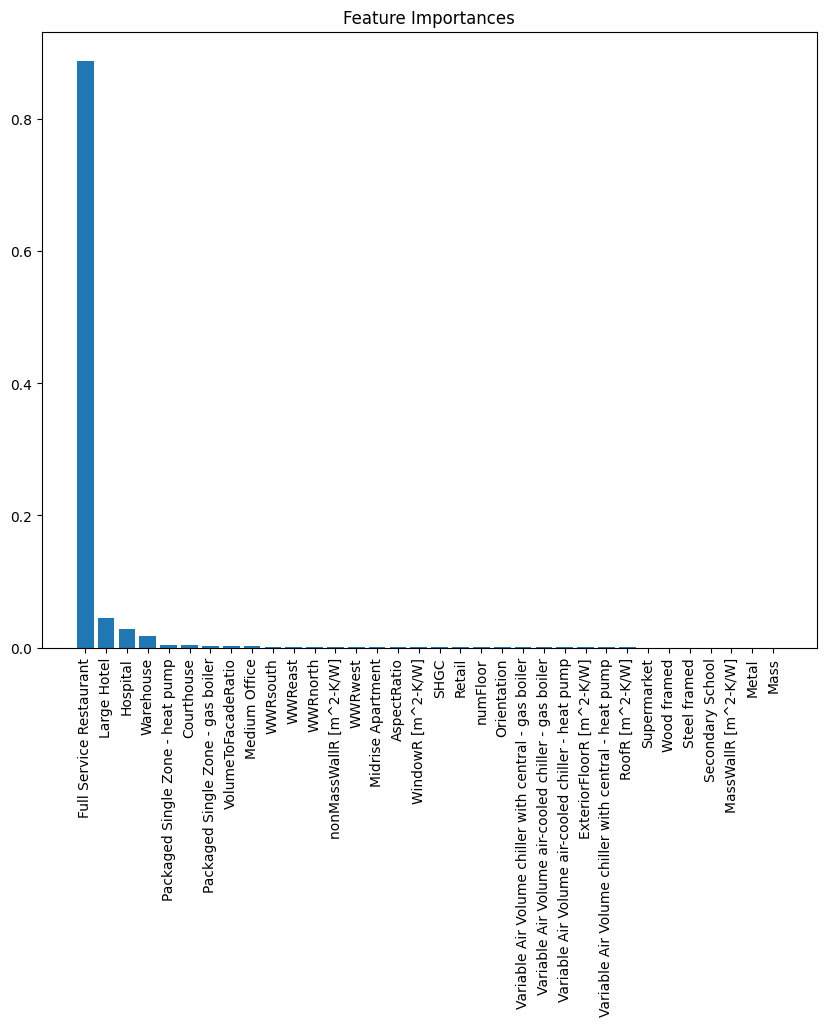 Feature Importances
0.8
0.6
0.4
0.2
0.0
Full Service Restaurant
Large Hotel
Hospital
Warehouse
Packaged Single Zone - heat pump
Courthouse
Packaged Single Zone - gas boiler
VolumeToFacadeRatio
Medium Office
WWRsouth
WWReast
WWRnorth
nonMassWallR [m^2-K/W]
WWRwest
Midrise Apartment
AspectRatio
WindowR [m^2-K/W]
SHGC
Retail
numFloor
Orientation
Variable Air Volume chiller with central - gas boiler
Variable Air Volume air-cooled chiller - gas boiler
Variable Air Volume air-cooled chiller - heat pump
ExteriorFloorR [m^2-K/W]
Variable Air Volume chiller with central - heat pump
RoofR [m^2-K/W]
Supermarket
Wood framed
Steel framed
Secondary School
MassWallR [m^2-K/W]
Metal
Mass